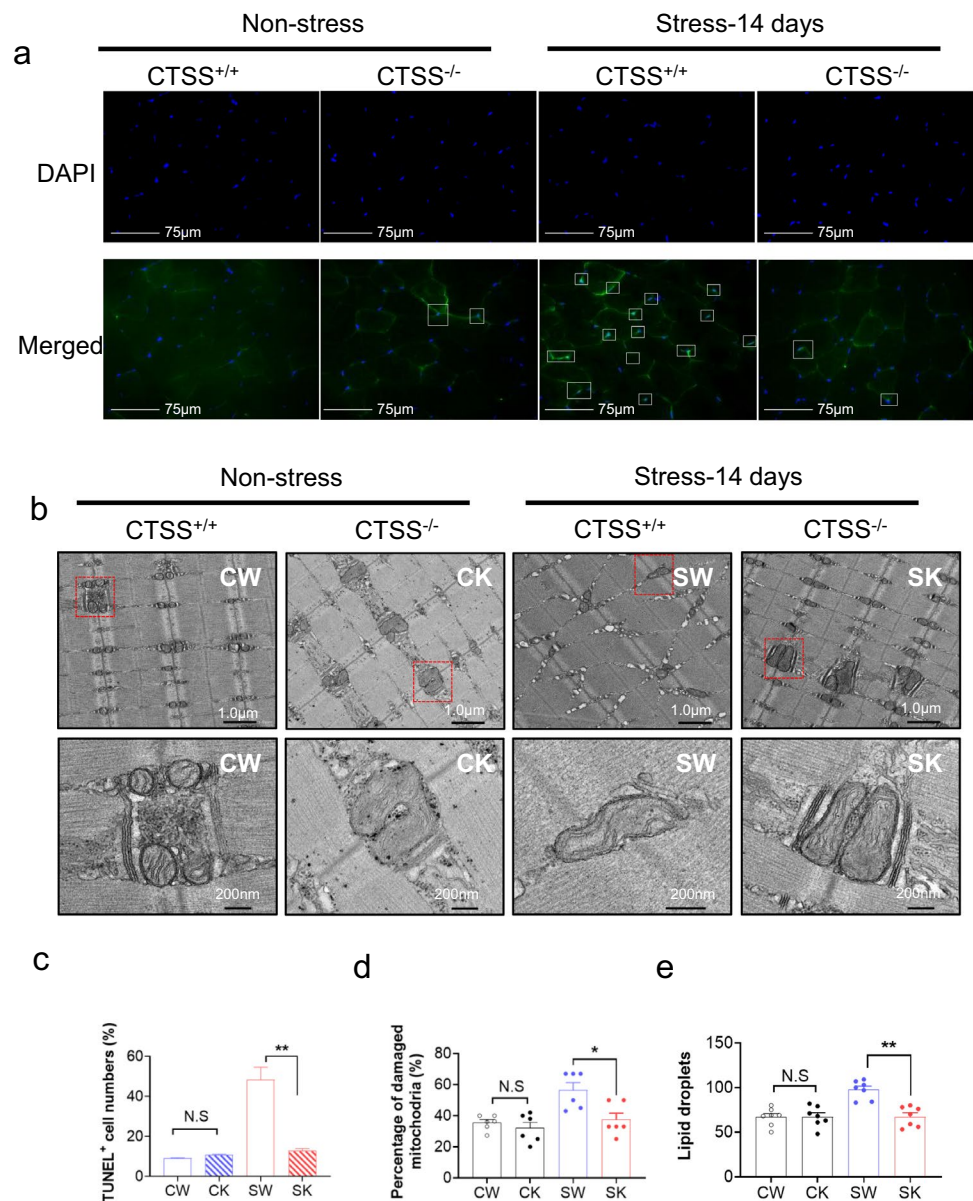 Non-stress Stress-14 days
a
CTSS+/+ CTSS-/- CTSS+/+ CTSS-/-
DAPI
75μm 75μm 75μm 75μm
Merged
75μm 75μm 75μm 75μm
Non-stress Stress-14 days
b
CTSS+/+ CTSS-/- CTSS+/+ CTSS-/-
CW CK SW SK
1.0μm 1.0μm 1.0μm 1.0μm
CW CK SW SK
200nm 200nm 200nm 200nm
c
TUNEL+ cell numbers (%)
60
40
20
0
N.S
**
CW CK SW SK
d
Percentage of damaged
mitochodria (%)
80
60
40
20
0
N.S
*
CW CK SW SK
e
Lipid droplets
150
100
50
0
N.S
**
CW CK SW SK